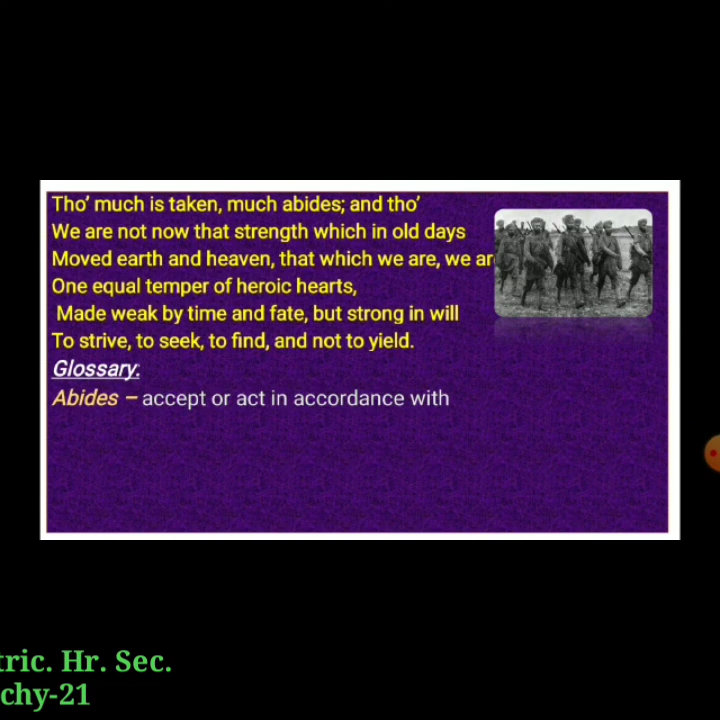 Tho' much is taken, much abides; and tho'
We are not now that strength which in old days
Moved earth and heaven, that which we are, we ar
One equal temper of heroic hearts,
Made weak by time and fate, but strong in will
To strive, to seek, to find, and not to yield.
Glossary:
Abides – accept or act in accordance with
tric. Hr. Sec.
chy-21